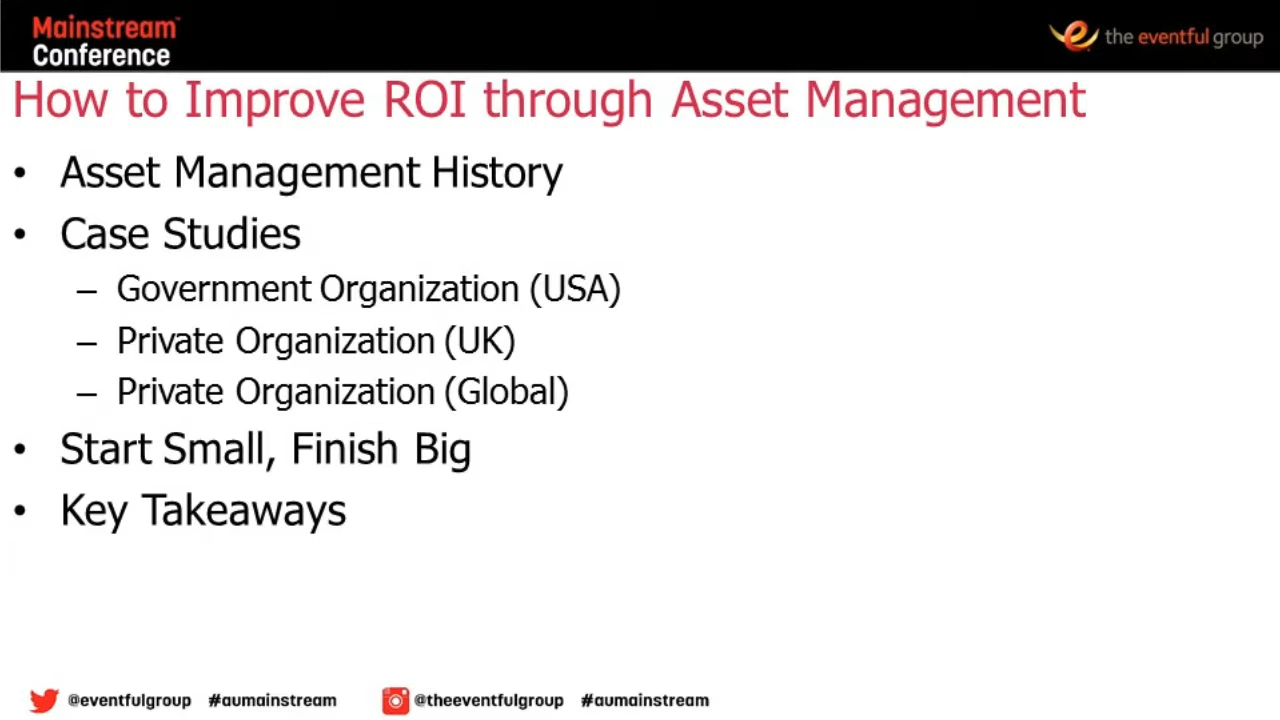 Mainstream™
Conference
the eventful group
How to Improve ROI through Asset Management
• Asset Management History
• Case Studies
– Government Organization (USA)
– Private Organization (UK)
– Private Organization (Global)
• Start Small, Finish Big
• Key Takeaways
@eventfulgroup #aumainstream @theeventfulgroup #aumainstream